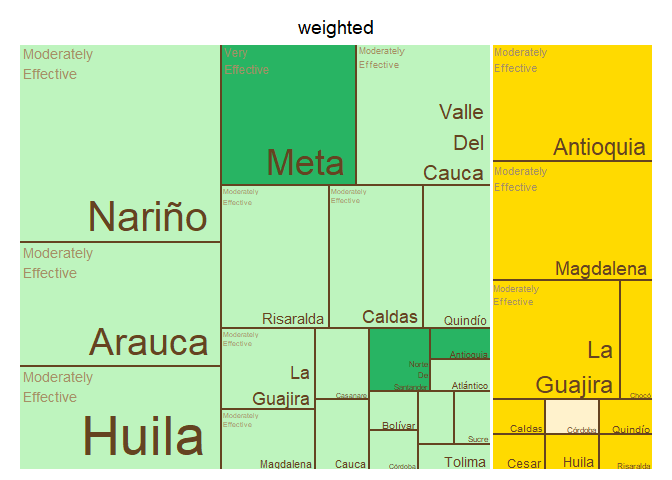 weighted
Moderately
Effective
Nariño
Moderately
Effective
Arauca
Moderately
Effective
Huila
Very
Effective
Meta
Moderately
Effective
Valle
Del
Cauca
Moderately
Effective
Risaralda
Moderately
Effective
Caldas
Quindío
Moderately
Effective
La
Guajira
Moderately
Effective
Magdalena
Casanare
Cauca
Norte
De
Santander
Antioquia
Atlántico
Bolívar
Córdoba
Sucre
Tolima
Moderately
Effective
Antioquia
Moderately
Effective
Magdalena
Moderately
Effective
La
Guajira
Chocó
Caldas
Córdoba
Quindío
Cesar
Huila
Risaralda